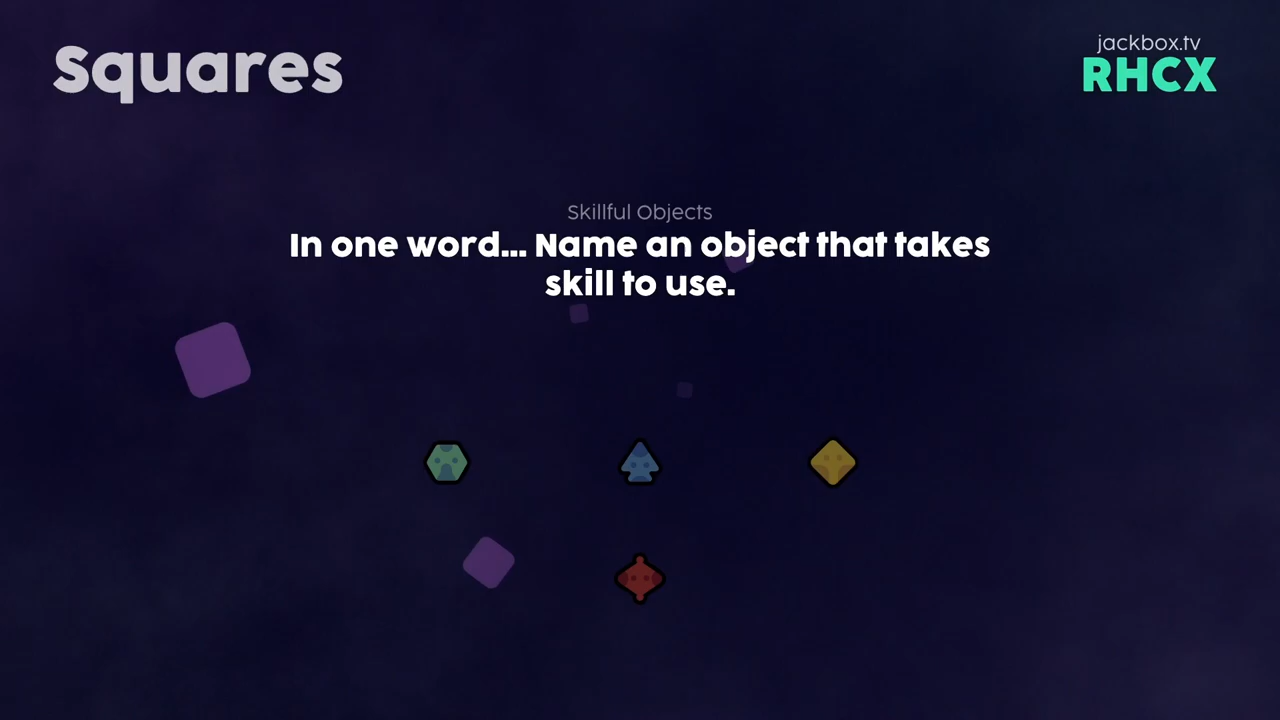 Squares
jackbox.tv
RHCX
Skillful Objects
In one word... Name an object that takes
skill to use.